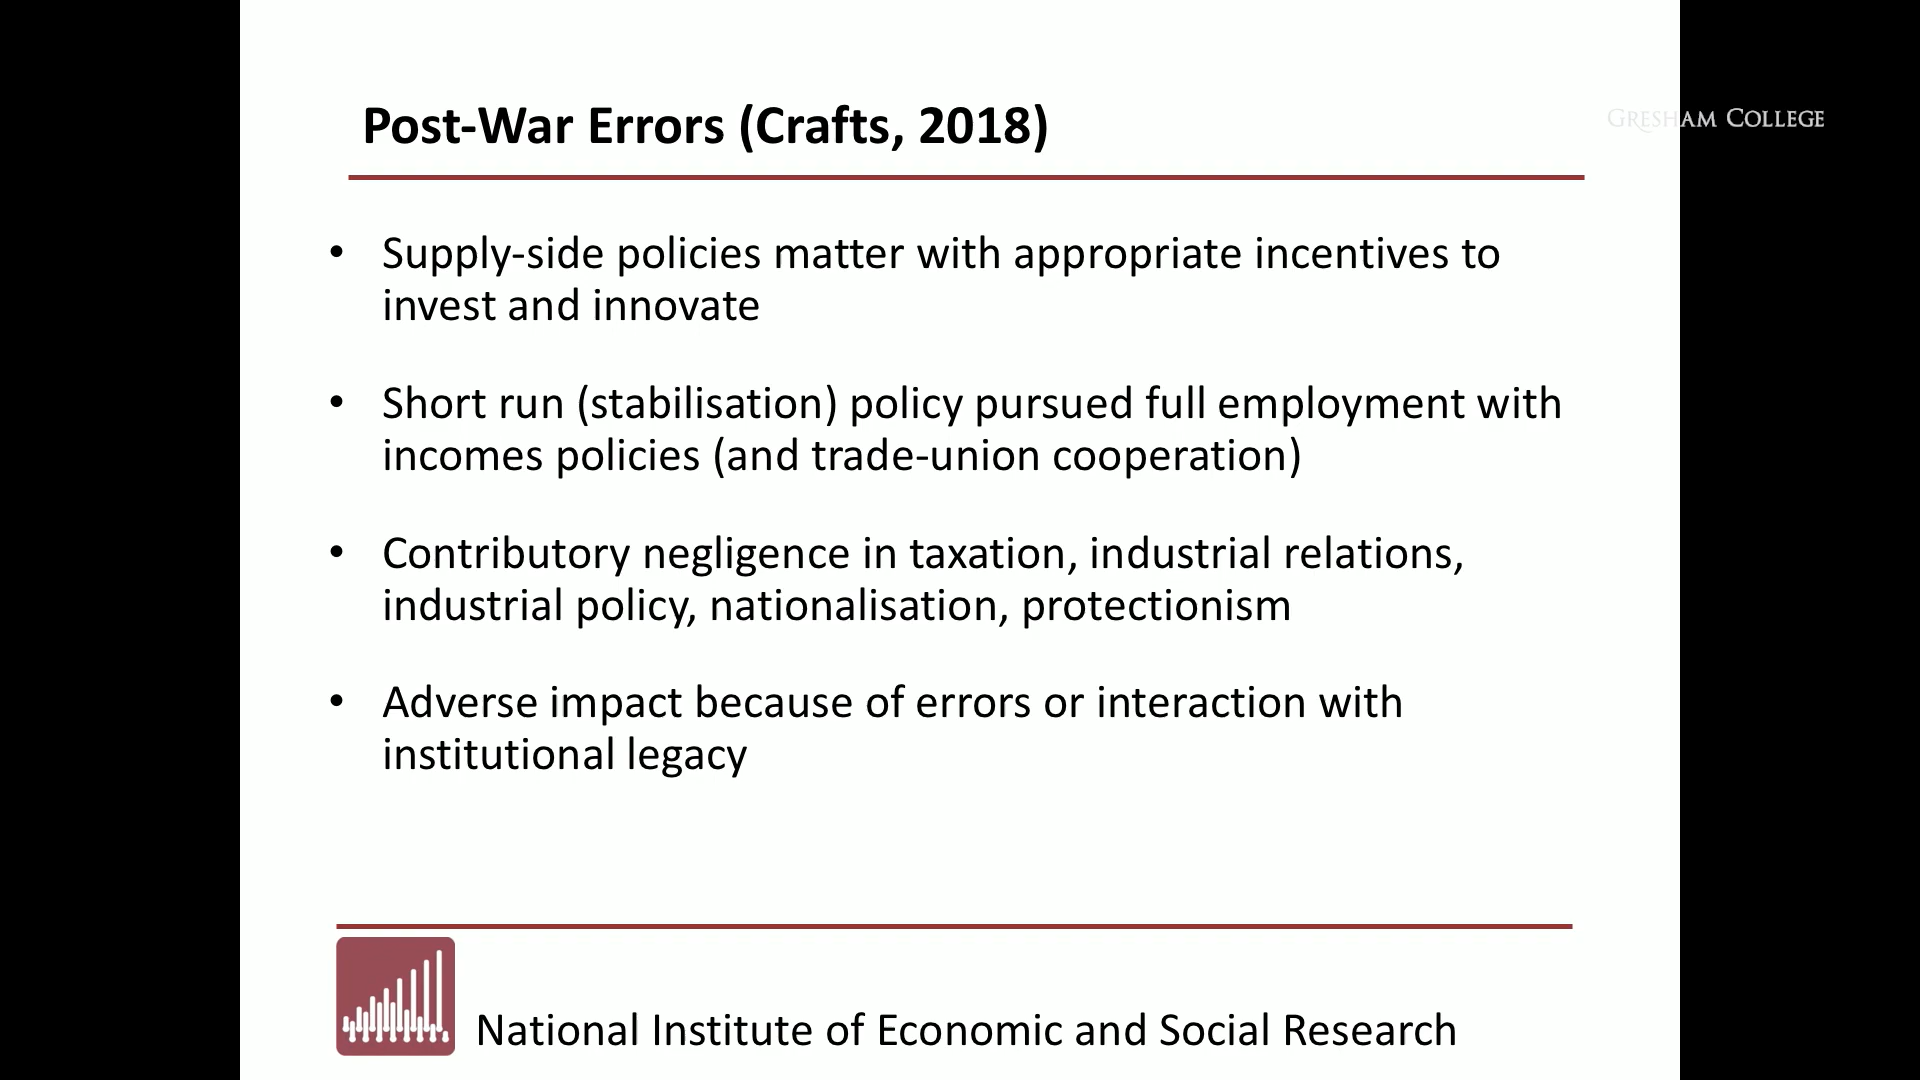 Post-War Errors (Crafts, 2018)
GRESHAM COLLEGE
• Supply-side policies matter with appropriate incentives to
invest and innovate
• Short run (stabilisation) policy pursued full employment with
incomes policies (and trade-union cooperation)
• Contributory negligence in taxation, industrial relations,
industrial policy, nationalisation, protectionism
• Adverse impact because of errors or interaction with
institutional legacy
National Institute of Economic and Social Research